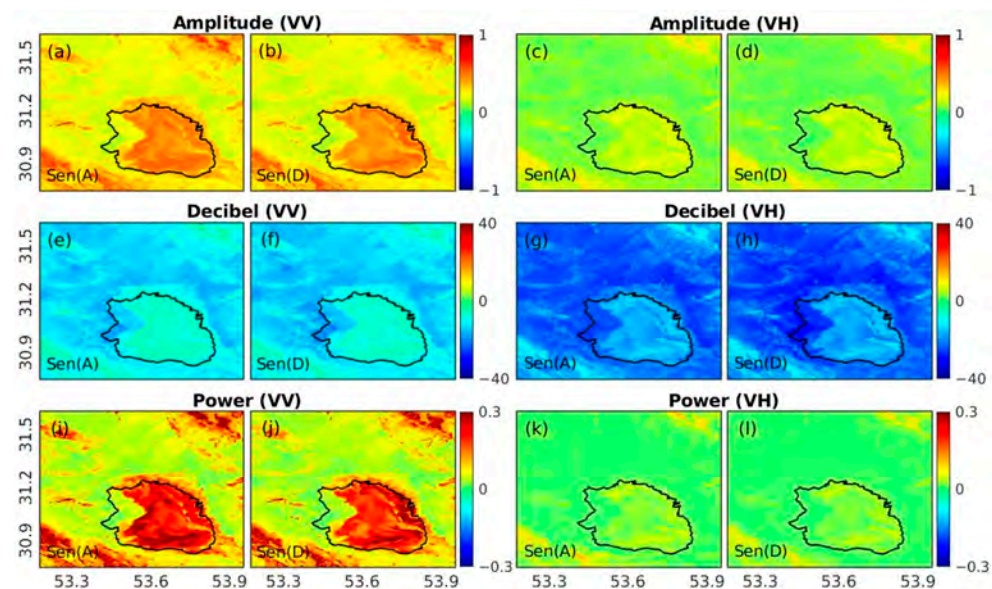 Amplitude (VV) Amplitude (VH)
31.5 (a) (b) (c) (d) 1 1
31.2 0 0
30.9 Sen(A) Sen(D) Sen(A) Sen(D) −1 −1
Decibel (VV) Decibel (VH)
31.5 (e) (f) (g) (h) 40 40
31.2 0 0
30.9 Sen(A) Sen(D) Sen(A) Sen(D) −40 −40
Power (VV) Power (VH)
31.5 (i) (j) (k) (l) 0.3 0.3
31.2 0 0
30.9 Sen(A) Sen(D) Sen(A) Sen(D) −0.3 −0.3
53.3 53.6 53.9 53.3 53.6 53.9 53.3 53.6 53.9 53.3 53.6 53.9